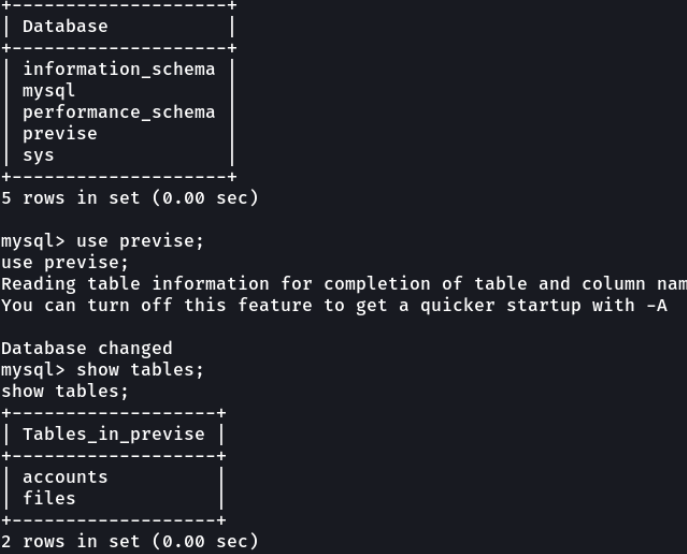 +---------------------+
| Database            |
+---------------------+
| information_schema  |
| mysql               |
| performance_schema  |
| previse             |
| sys                 |
+---------------------+
5 rows in set (0.00 sec)

mysql> use previse;
use previse;
Reading table information for completion of table and column nam
You can turn off this feature to get a quicker startup with -A

Database changed
mysql> show tables;
show tables;
+-------------------+
| Tables_in_previse |
+-------------------+
| accounts          |
| files             |
+-------------------+
2 rows in set (0.00 sec)